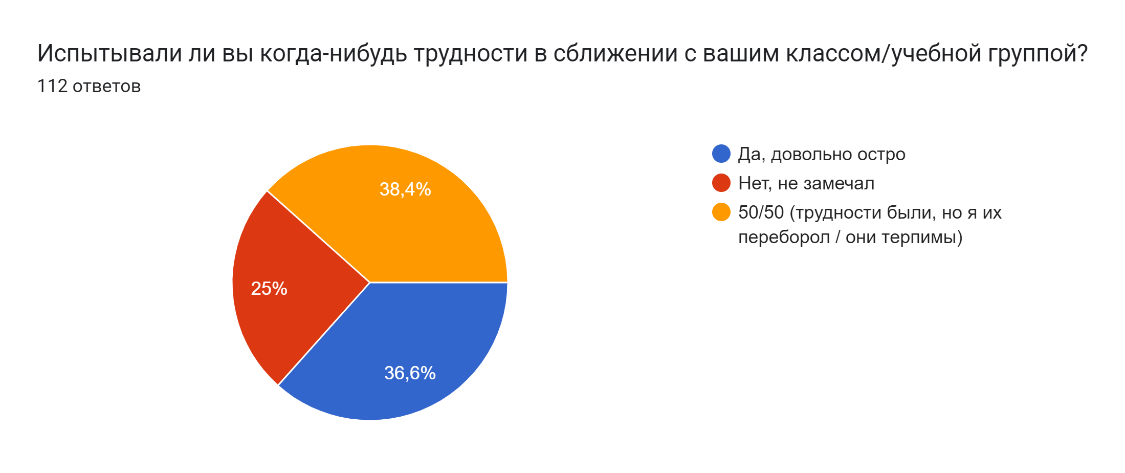 Испытывали ли вы когда-нибудь трудности в сближении с вашим классом/учебной группой?
112 ответов
38,4%
25%
36,6%
Да, довольно остро
Нет, не замечал
50/50 (трудности были, но я их
переборол / они терпимы)